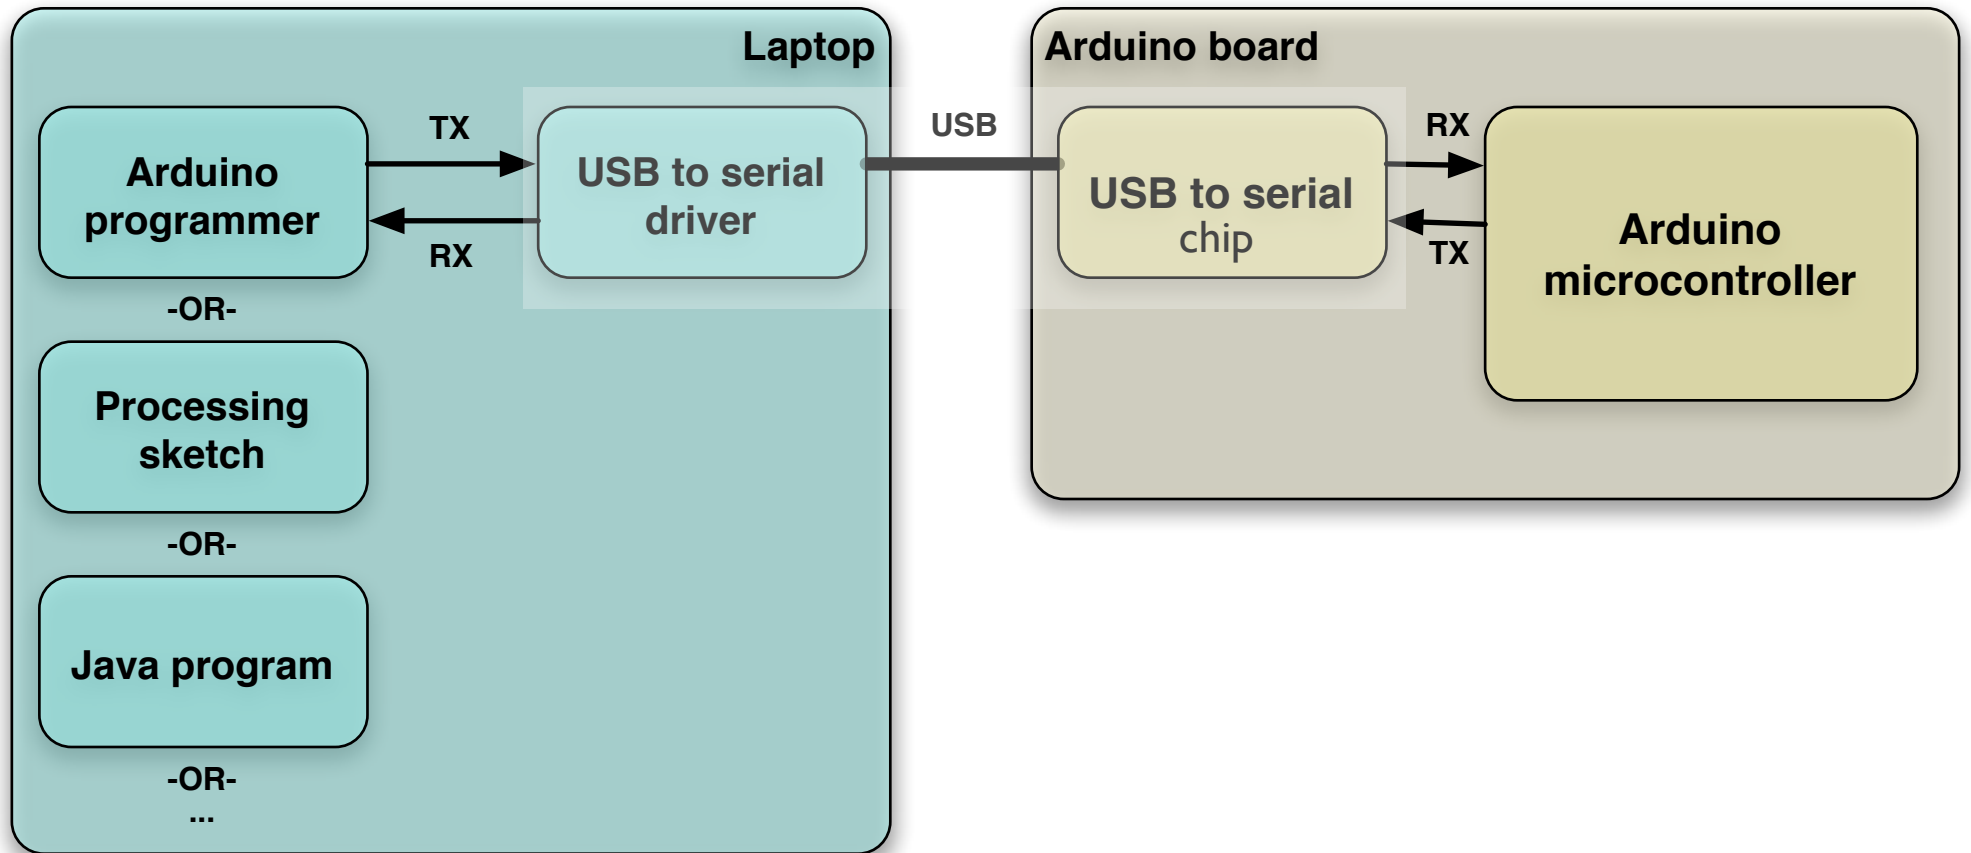 Laptop
Arduino board
Arduino
programmer
TX
RX
USB to serial
driver
USB
USB to serial
chip
RX
TX
Arduino
microcontroller
-OR-
Processing
sketch
-OR-
Java program
-OR-
...